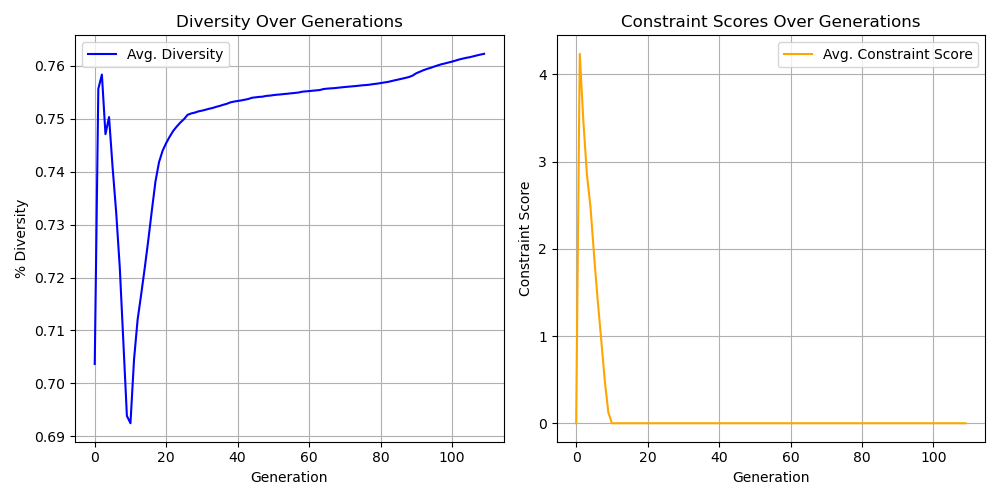 Diversity Over Generations
Avg. Diversity
% Diversity
0.76
0.75
0.74
0.73
0.72
0.71
0.70
0.69
0 20 40 60 80 100
Generation
Constraint Scores Over Generations
Avg. Constraint Score
Constraint Score
4
3
2
1
0
0 20 40 60 80 100
Generation